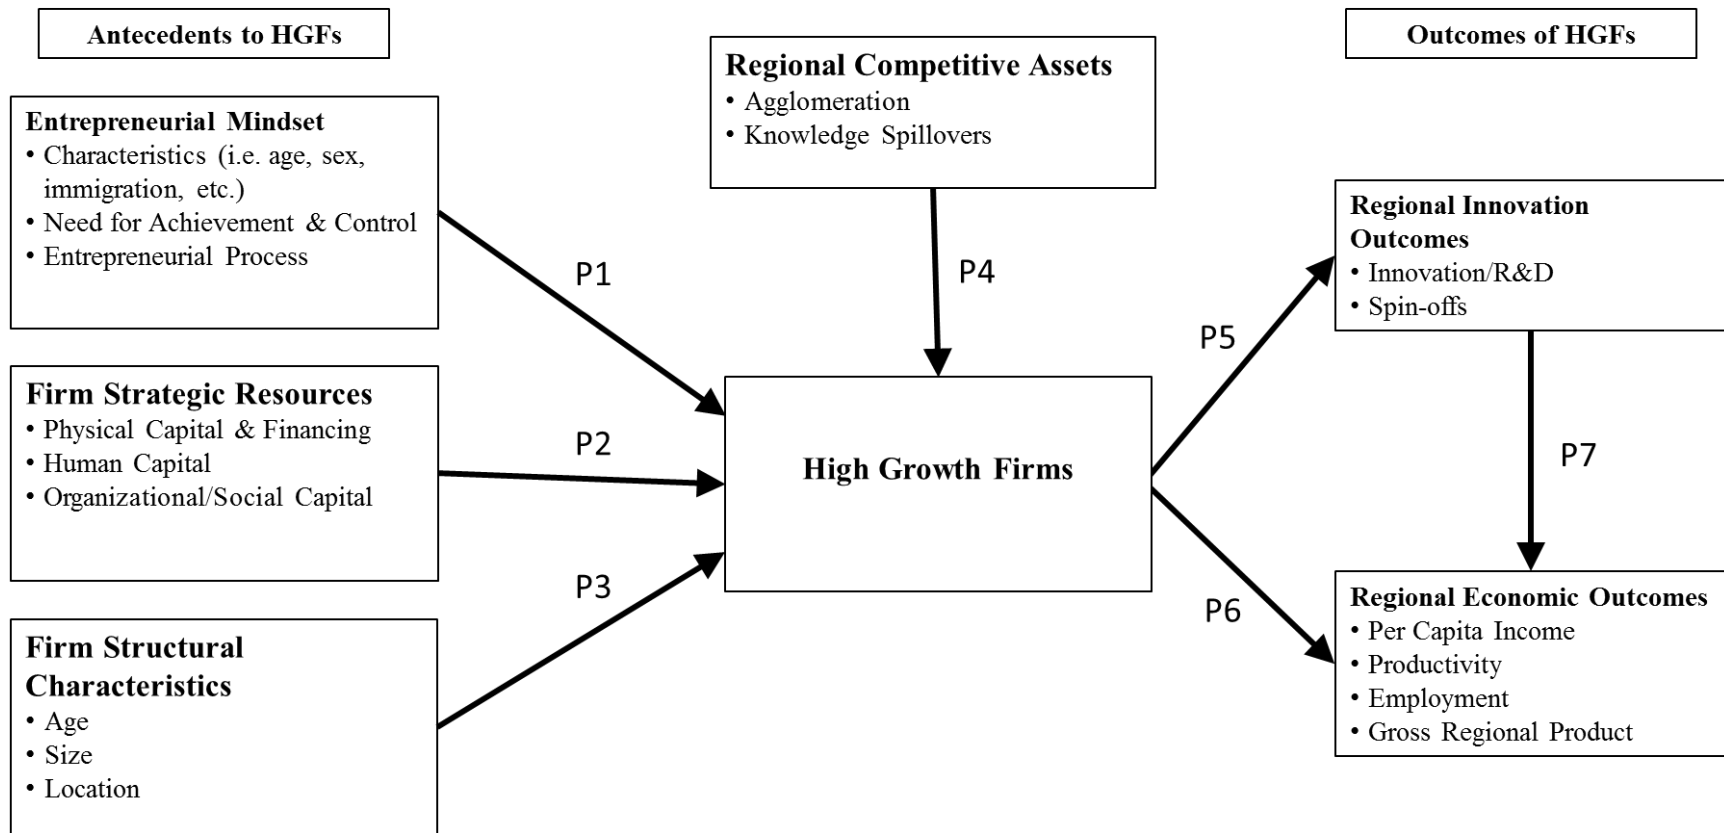 Antecedents to HGFs
Entrepreneurial Mindset
• Characteristics (i.e. age, sex,
immigration, etc.)
• Need for Achievement & Control
• Entrepreneurial Process
Firm Strategic Resources
• Physical Capital & Financing
• Human Capital
• Organizational/Social Capital
Firm Structural
Characteristics
• Age
• Size
• Location
P1
P2
P3
Regional Competitive Assets
• Agglomeration
• Knowledge Spillovers
P4
High Growth Firms
P5
P6
Outcomes of HGFs
Regional Innovation
Outcomes
• Innovation/R&D
• Spin-offs
P7
Regional Economic Outcomes
• Per Capita Income
• Productivity
• Employment
• Gross Regional Product